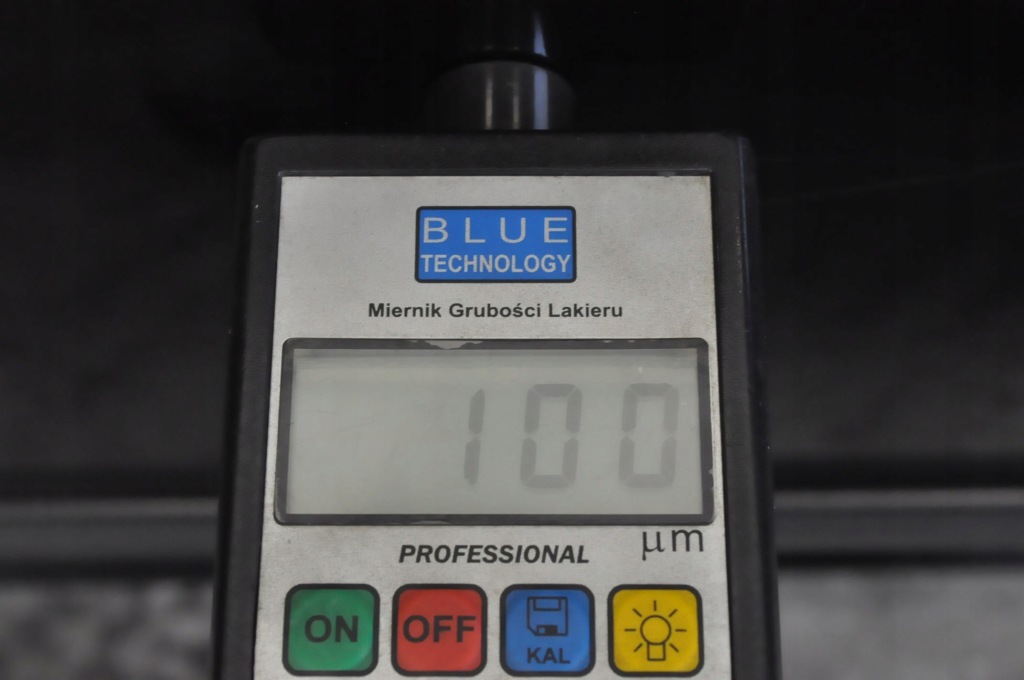 BLUE
TECHNOLOGY
Miernik Grubości Lakieru
100
PROFESSIONAL μm
ON OFF KAL